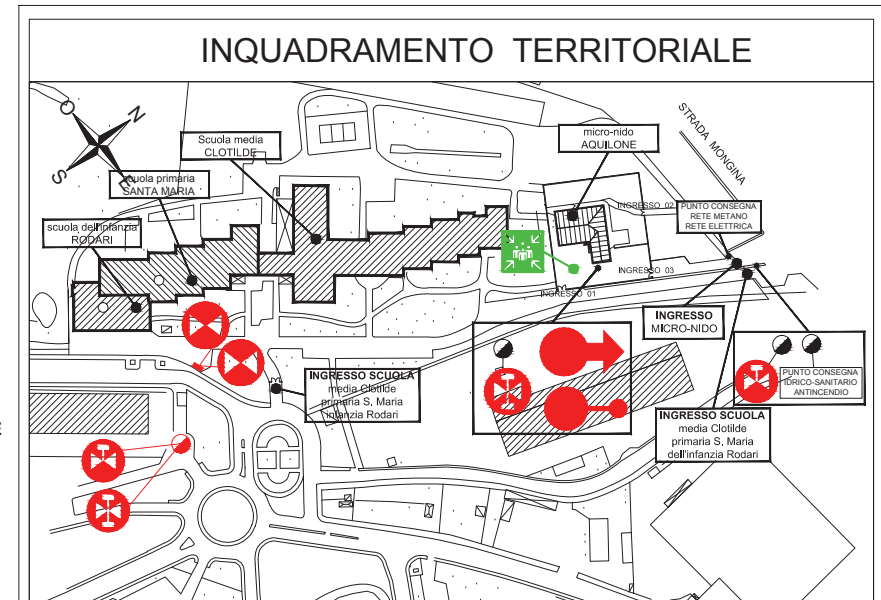 INQUADRAMENTO TERRITORIALE
O
N
S
E
Scuola media
CLOTILDE
scuola primaria
SANTA MARIA
scuola dell'infanzia
RODARI
micro-nido
AQUILONE
STRADA MONGINA
INGRESSO 02
PUNTO CONSEGNA
RETE METANO
RETE ELETTRICA
INGRESSO 03
INGRESSO 01
INGRESSO
MICRO-NIDO
INGRESSO SCUOLA
media Clotilde
primaria S. Maria
infanzia Rodari
PUNTO CONSEGNA
IDRICO-SANITARIO
ANTINCENDIO
INGRESSO SCUOLA
media Clotilde
primaria S. Maria
dell'infanzia Rodari